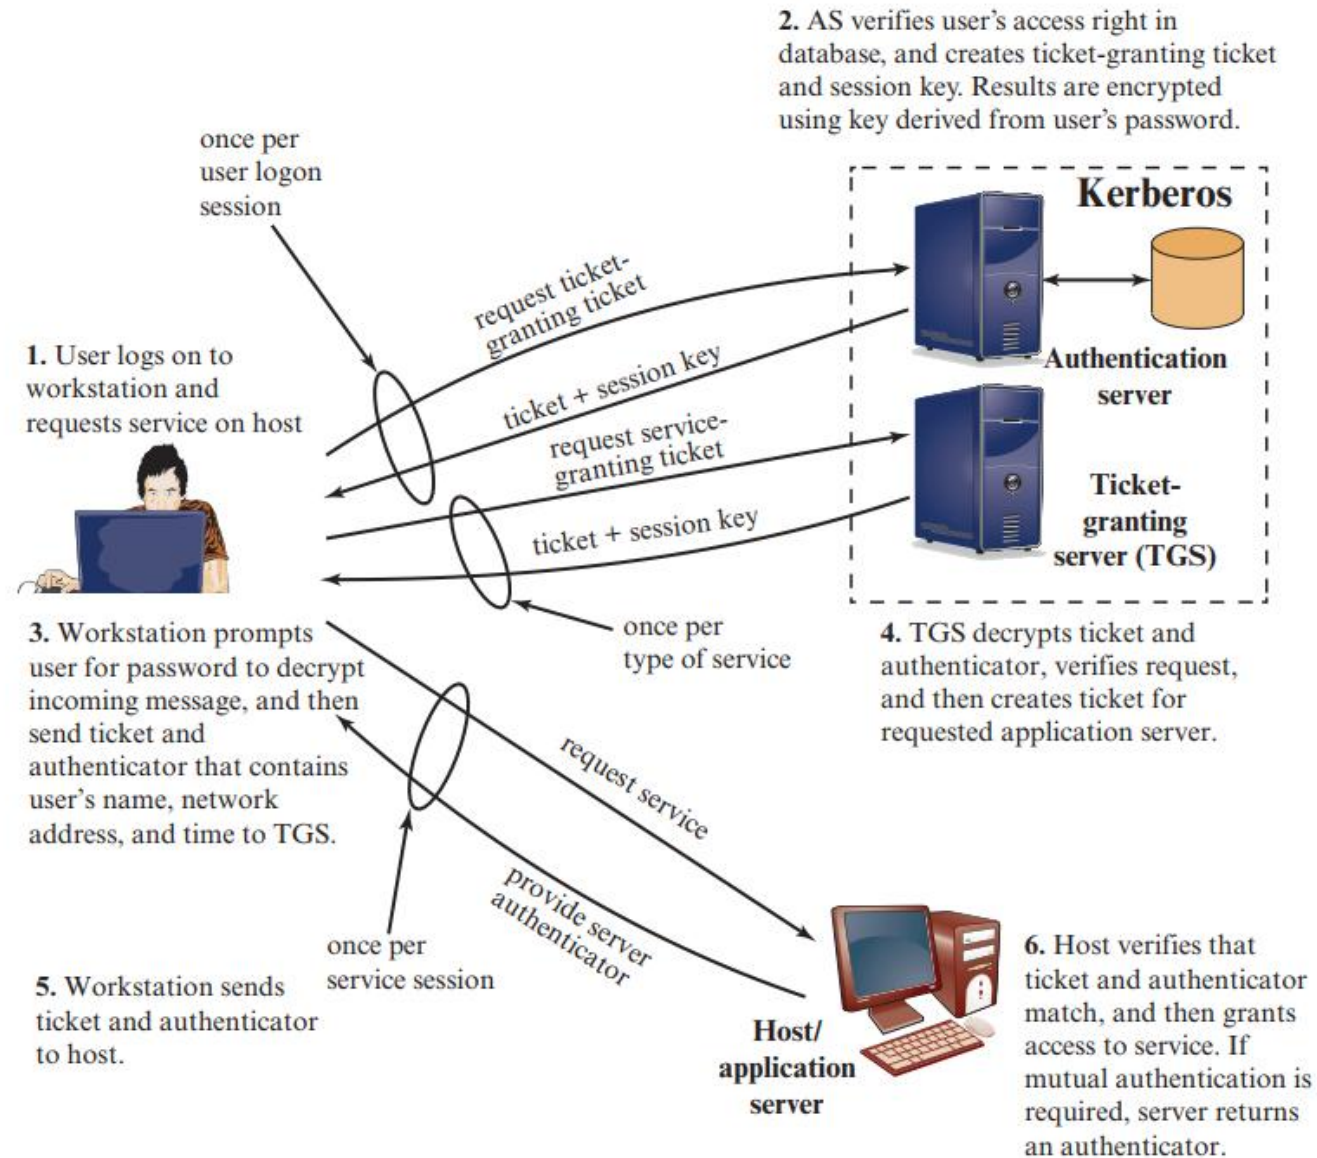 2. AS verifies user's access right in
database, and creates ticket-granting ticket
and session key. Results are encrypted
using key derived from user's password.
once per
user logon
session
Kerberos
request ticket-
granting ticket
1. User logs on to
workstation and
requests service on host
ticket + session key
Authentication
server
request service-
granting ticket
Ticket-
granting
server (TGS)
ticket + session key
once per
type of service
3. Workstation prompts
user for password to decrypt
incoming message, and then
send ticket and
authenticator that contains
user's name, network
address, and time to TGS.
4. TGS decrypts ticket and
authenticator, verifies request,
and then creates ticket for
requested application server.
request service
provide server
authenticator
once per
service session
5. Workstation sends
ticket and authenticator
to host.
Host/
application
server
6. Host verifies that
ticket and authenticator
match, and then grants
access to service. If
mutual authentication is
required, server returns
an authenticator.